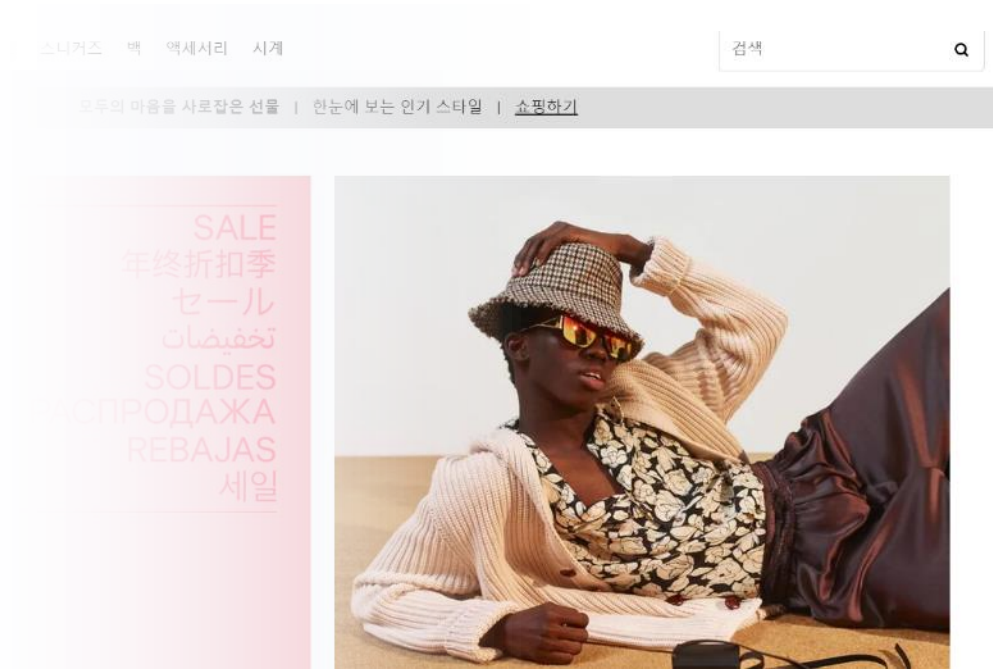 스니커즈 백 액세서리 시계
검색
모두의 마음을 사로잡은 선물 | 한눈에 보는 인기 스타일 | 쇼핑하기
SALE
年终折扣季
セール
تخفيضات
SOLDES
АСПРОДАЖА
REBAJAS
세일